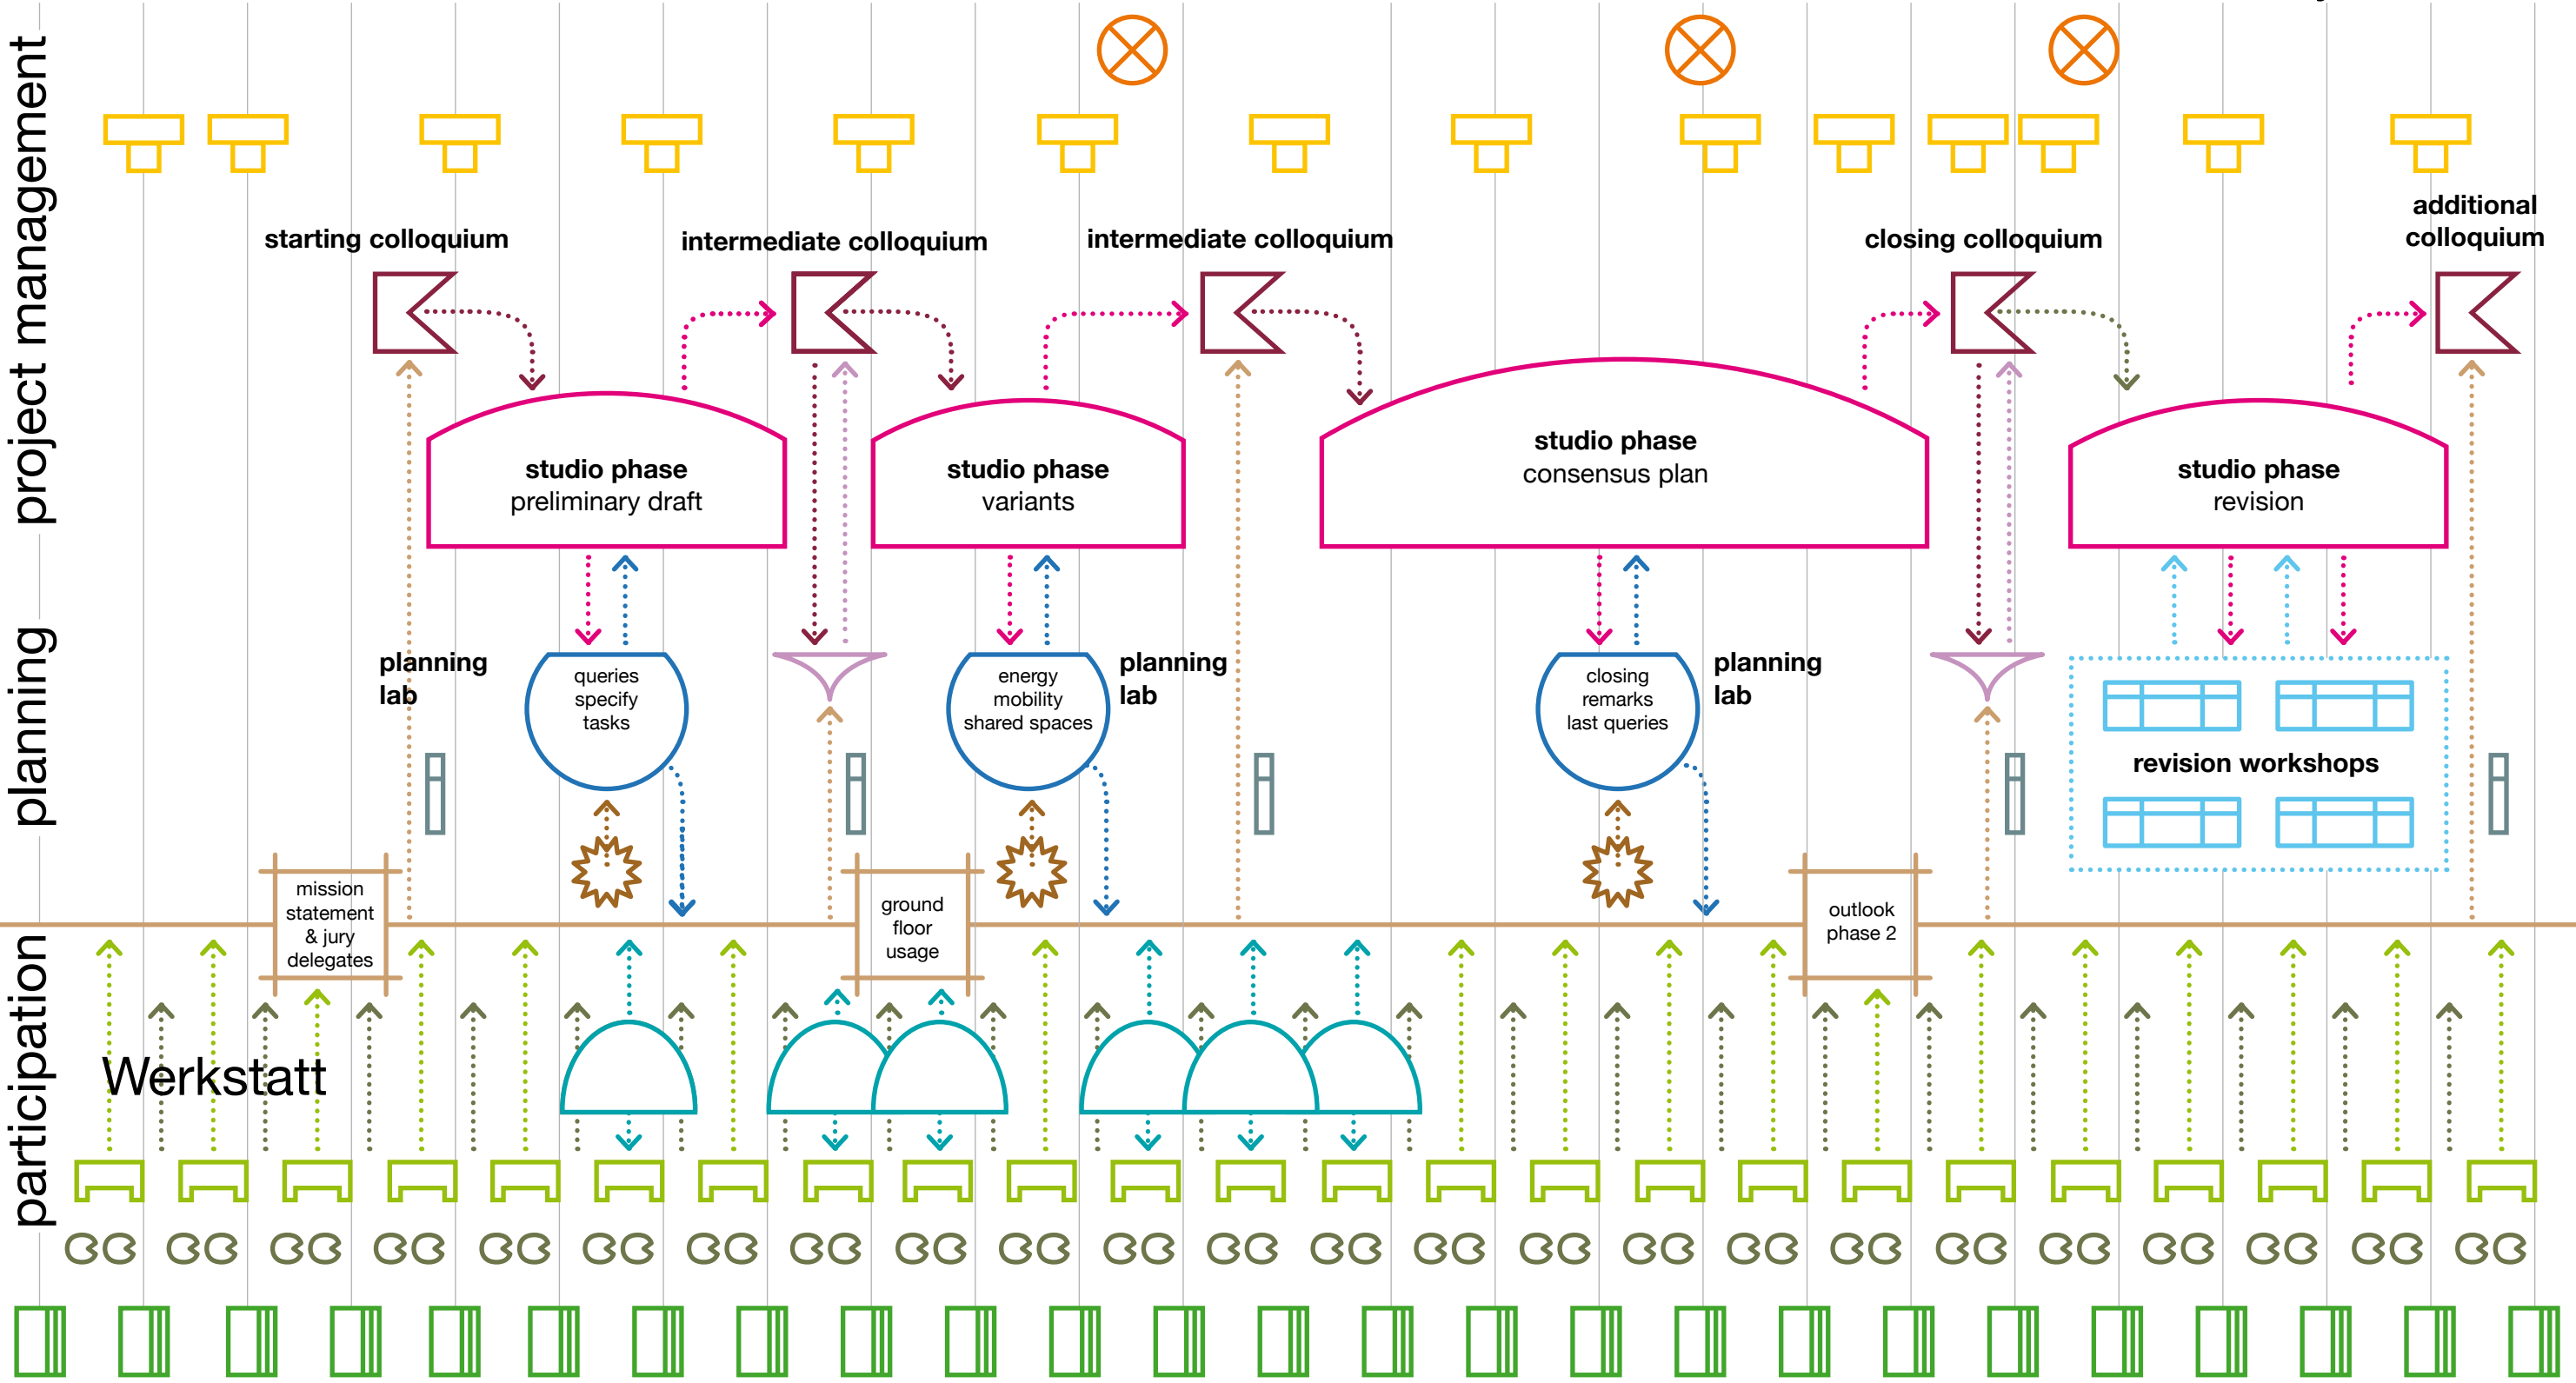 project management
planning
participation
additional
colloquium
starting colloquium
intermediate colloquium
intermediate colloquium
closing colloquium
studio phase
preliminary draft
studio phase
variants
studio phase
consensus plan
studio phase
revision
planning
lab
queries
specify
tasks
energy
mobility
shared spaces
planning
lab
closing
remarks
last queries
planning
lab
revision workshops
mission
statement
& jury
delegates
ground
floor
usage
outlook
phase 2
Werkstatt